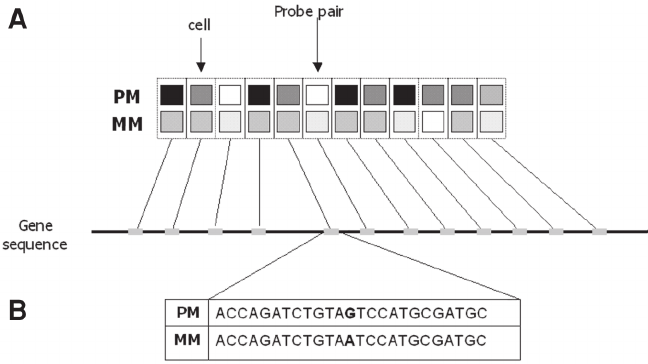 A
Probe pair
cell
PM
MM
Gene
sequence
B
PM ACCAGATCTGTAGTCCATGCGATGC
MM ACCAGATCTGTAATCCATGCGATGC